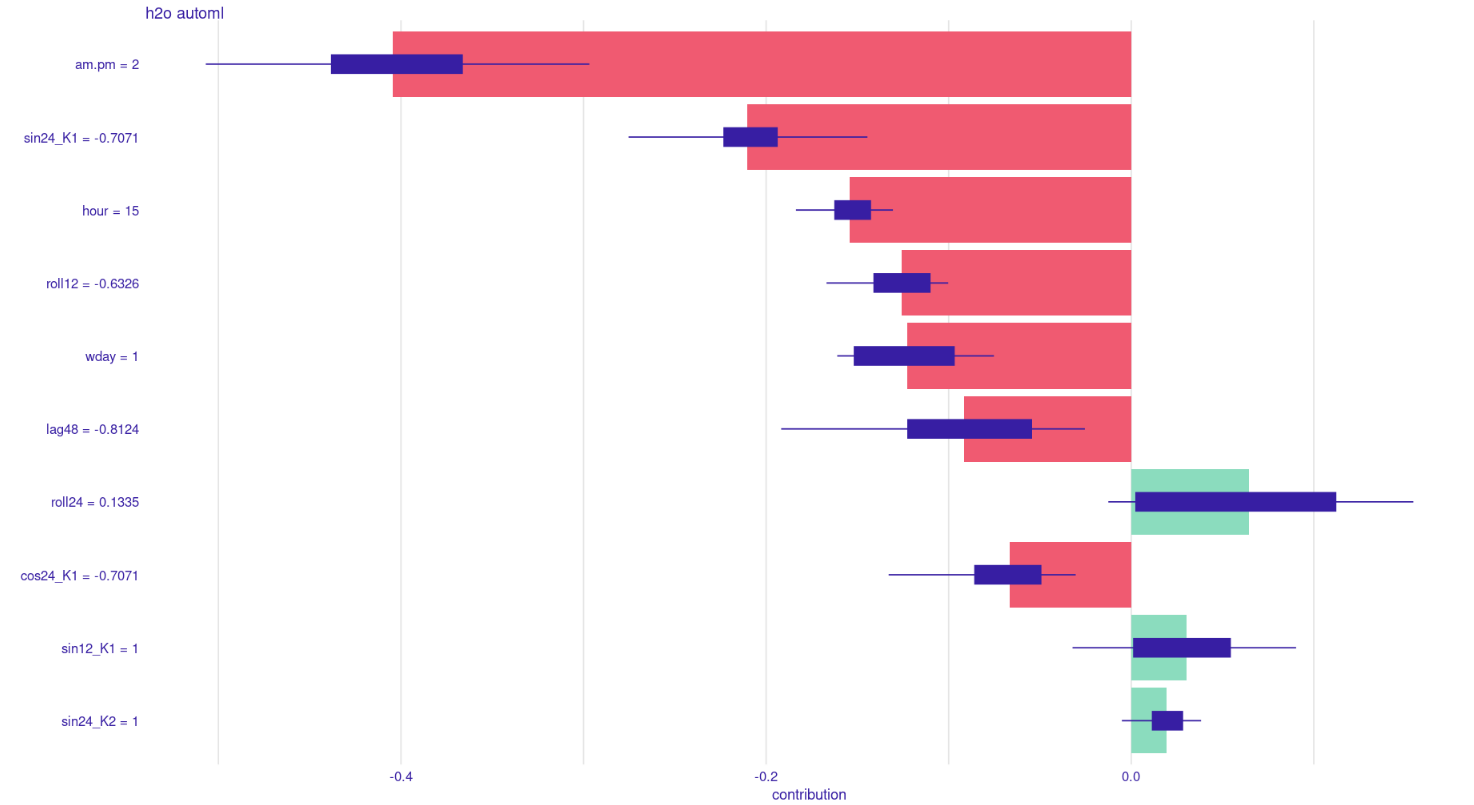 h2o automl
am.pm = 2
sin24_K1 = -0.7071
hour = 15
roll12 = -0.6326
wday = 1
lag48 = -0.8124
roll24 = 0.1335
cos24_K1 = -0.7071
sin12_K1 = 1
sin24_K2 = 1
-0.4 -0.2 0.0
contribution